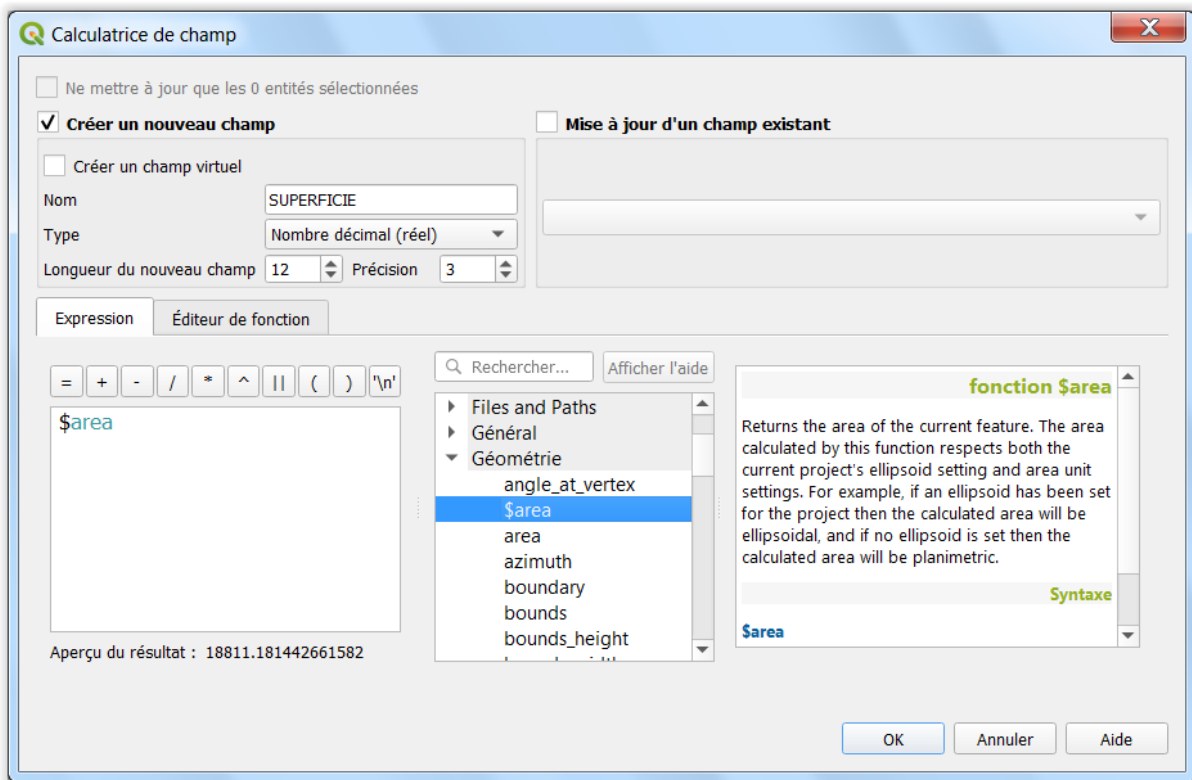 Calculatrice de champ
Ne mettre à jour que les 0 entités sélectionnées
Créer un nouveau champ
Mise à jour d'un champ existant
Créer un champ virtuel
Nom SUPERFICIE
Type Nombre décimal (réel)
Longueur du nouveau champ 12 Précision 3
Expression Éditeur de fonction
= + - / * ^ || ( ) '\n'
$area
Aperçu du résultat : 18811.181442661582
Rechercher... Afficher l'aide
Files and Paths
Général
Géométrie
angle_at_vertex
$area
area
azimuth
boundary
bounds
bounds_height
fonction $area
Returns the area of the current feature. The area
calculated by this function respects both the
current project's ellipsoid setting and area unit
settings. For example, if an ellipsoid has been set
for the project then the calculated area will be
ellipsoidal, and if no ellipsoid is set then the
calculated area will be planimetric.
Syntaxe
$area
OK Annuler Aide